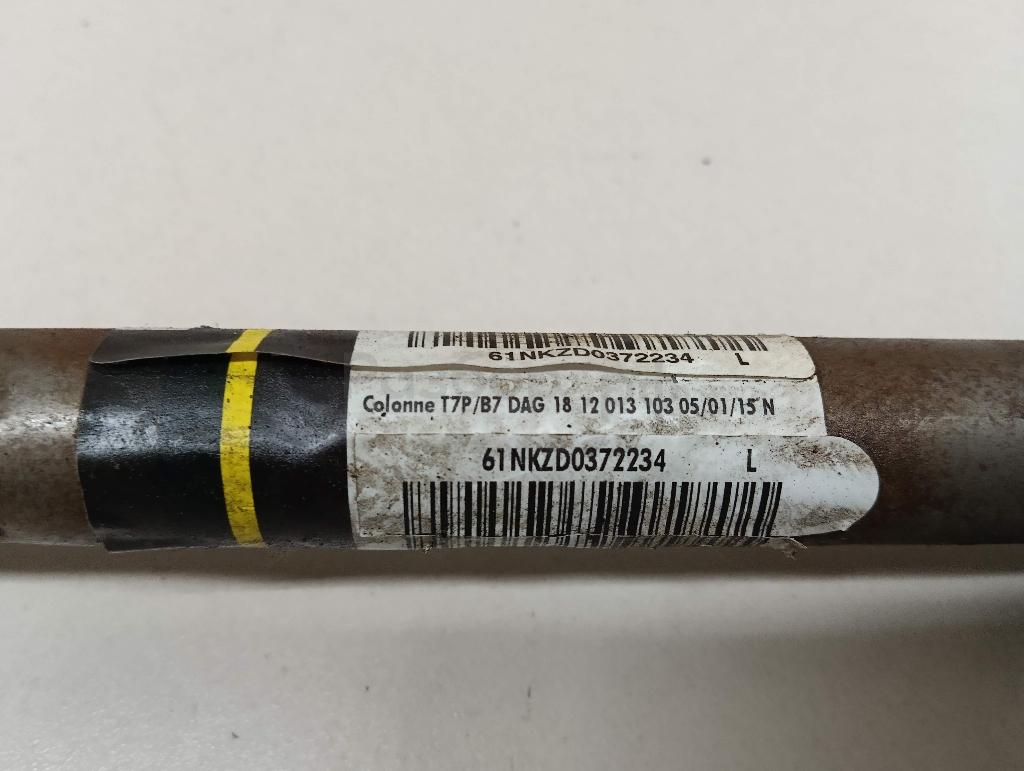 61NKZD0372234 L
Colonne T7P/B7 DAG 18 12 013 103 05/01/15 N
61NKZD0372234 L